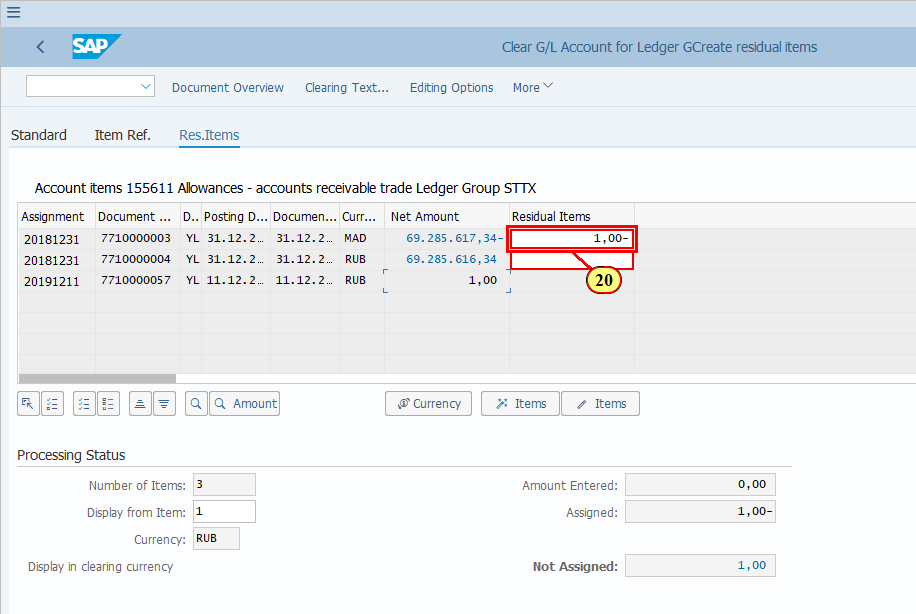 SAP
Clear G/L Account for Ledger GCreate residual items
Document Overview Clearing Text... Editing Options More
Standard Item Ref. Res.Items
Account items 155611 Allowances - accounts receivable trade Ledger Group STTX
Assignment Document ... D.. Posting D... Documen... Curr... Net Amount Residual Items
20181231 7710000003 YL 31.12.2... 31.12.2... MAD 69.285.617,34- 1,00-
20181231 7710000004 YL 31.12.2... 31.12.2... RUB 69.285.616,34
20191211 7710000057 YL 11.12.2... 11.12.2... RUB 1,00 20
Amount Currency Items Items
Processing Status
Number of Items: 3 Amount Entered: 0,00
Display from Item: 1 Assigned: 1,00-
Currency: RUB
Display in clearing currency Not Assigned: 1,00